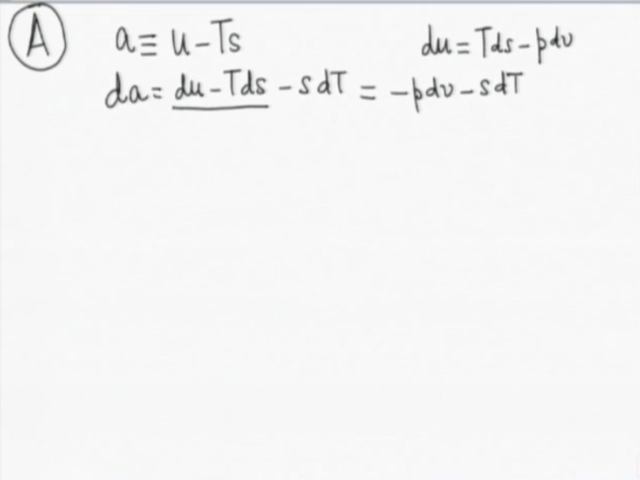 A a ≡ u - Ts du = Tds - pdv
da = du - Tds - sdT = - pdv - sdT